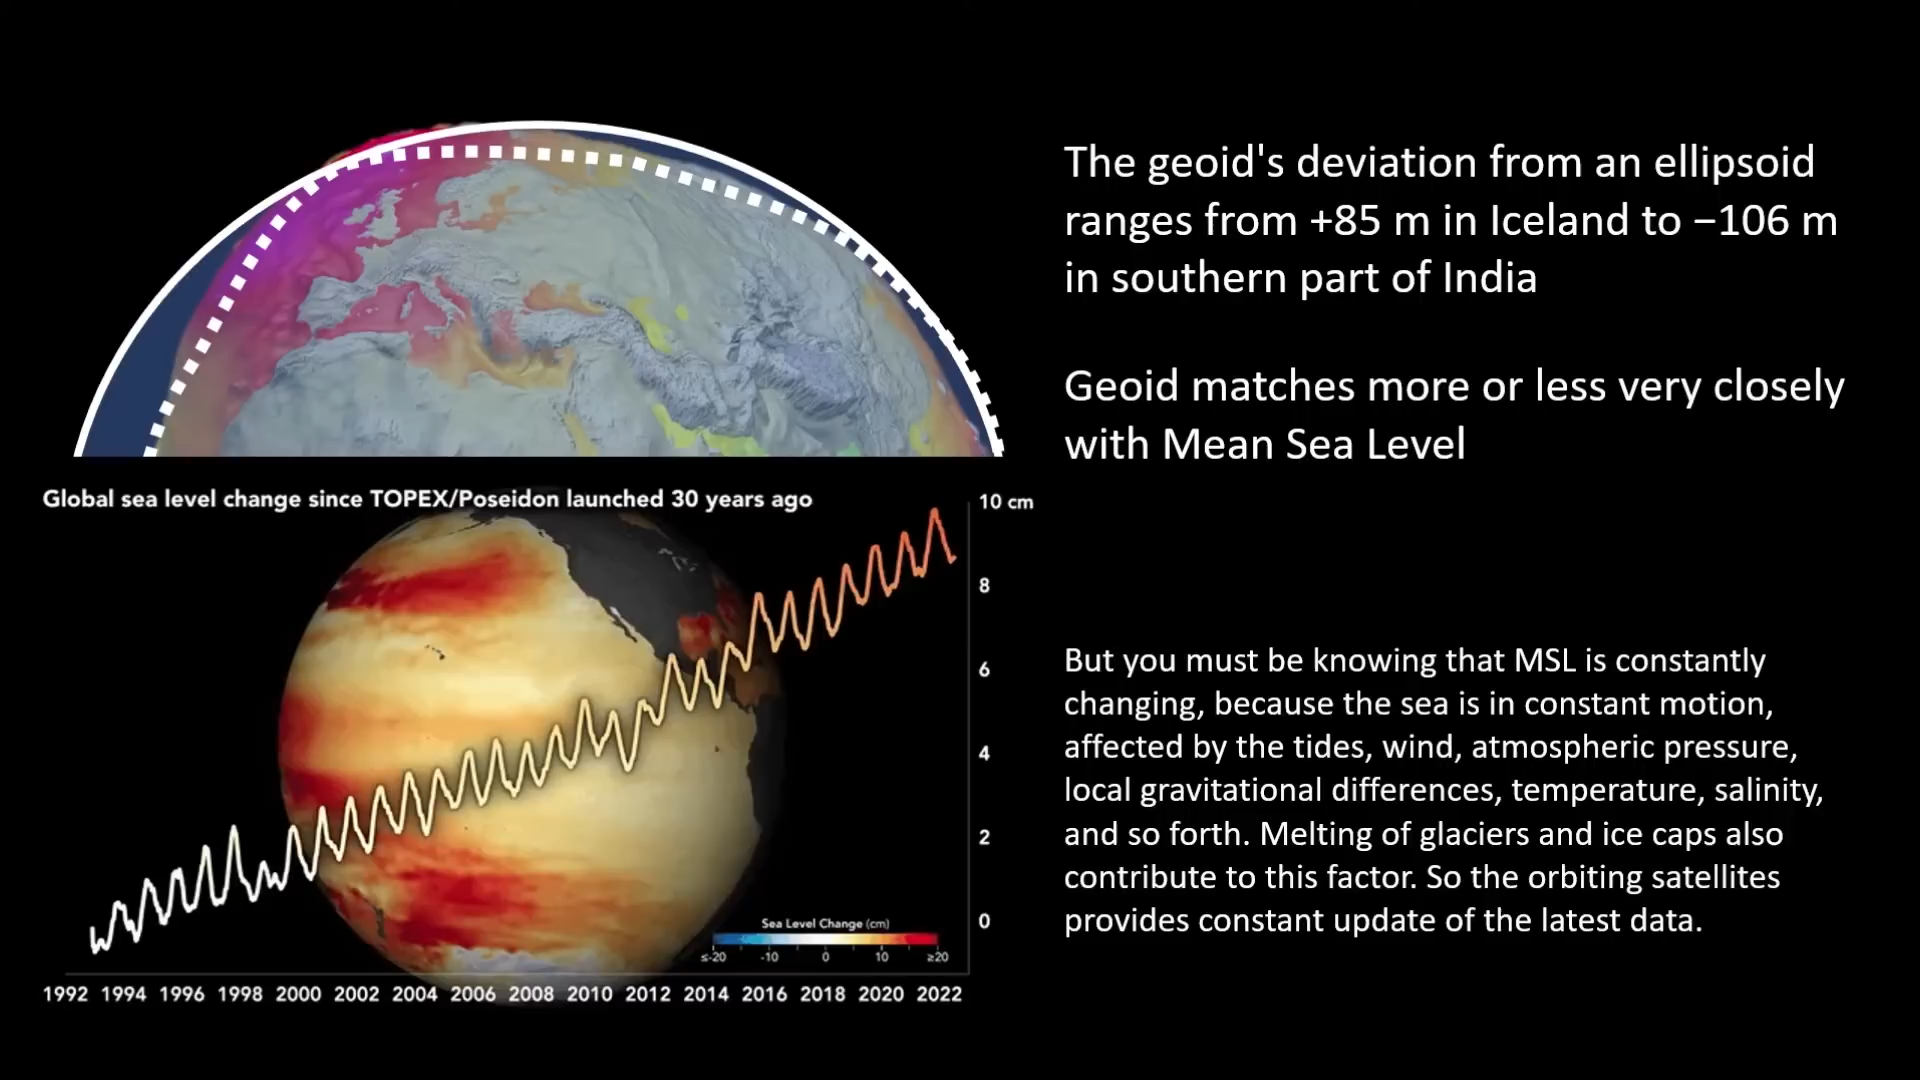 The geoid's deviation from an ellipsoid
ranges from +85 m in Iceland to −106 m
in southern part of India
Geoid matches more or less very closely
with Mean Sea Level
Global sea level change since TOPEX/Poseidon launched 30 years ago
10 cm
8
6
4
2
0
Sea Level Change (cm)
≤-20 -10 0 10 ≥20
1992 1994 1996 1998 2000 2002 2004 2006 2008 2010 2012 2014 2016 2018 2020 2022
But you must be knowing that MSL is constantly
changing, because the sea is in constant motion,
affected by the tides, wind, atmospheric pressure,
local gravitational differences, temperature, salinity,
and so forth. Melting of glaciers and ice caps also
contribute to this factor. So the orbiting satellites
provides constant update of the latest data.